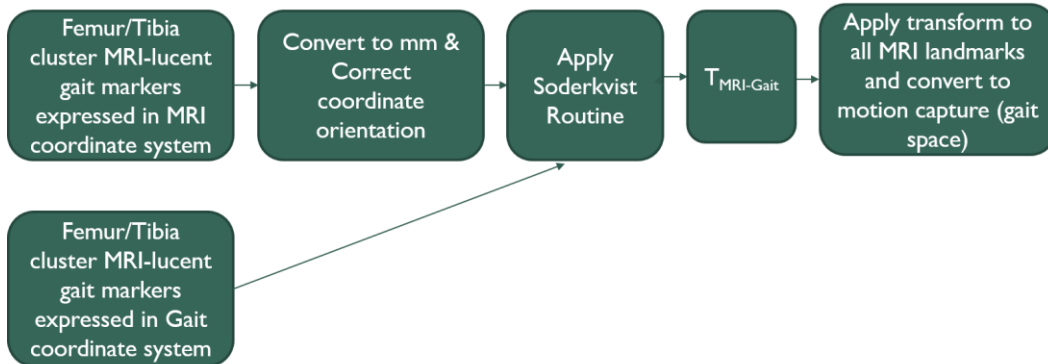 Femur/Tibia
cluster MRI-lucent
gait markers
expressed in MRI
coordinate system
Convert to mm &
Correct
coordinate
orientation
Apply
Soderkvist
Routine
T_MRI-Gait
Apply transform to
all MRI landmarks
and convert to
motion capture (gait
space)
Femur/Tibia
cluster MRI-lucent
gait markers
expressed in Gait
coordinate system